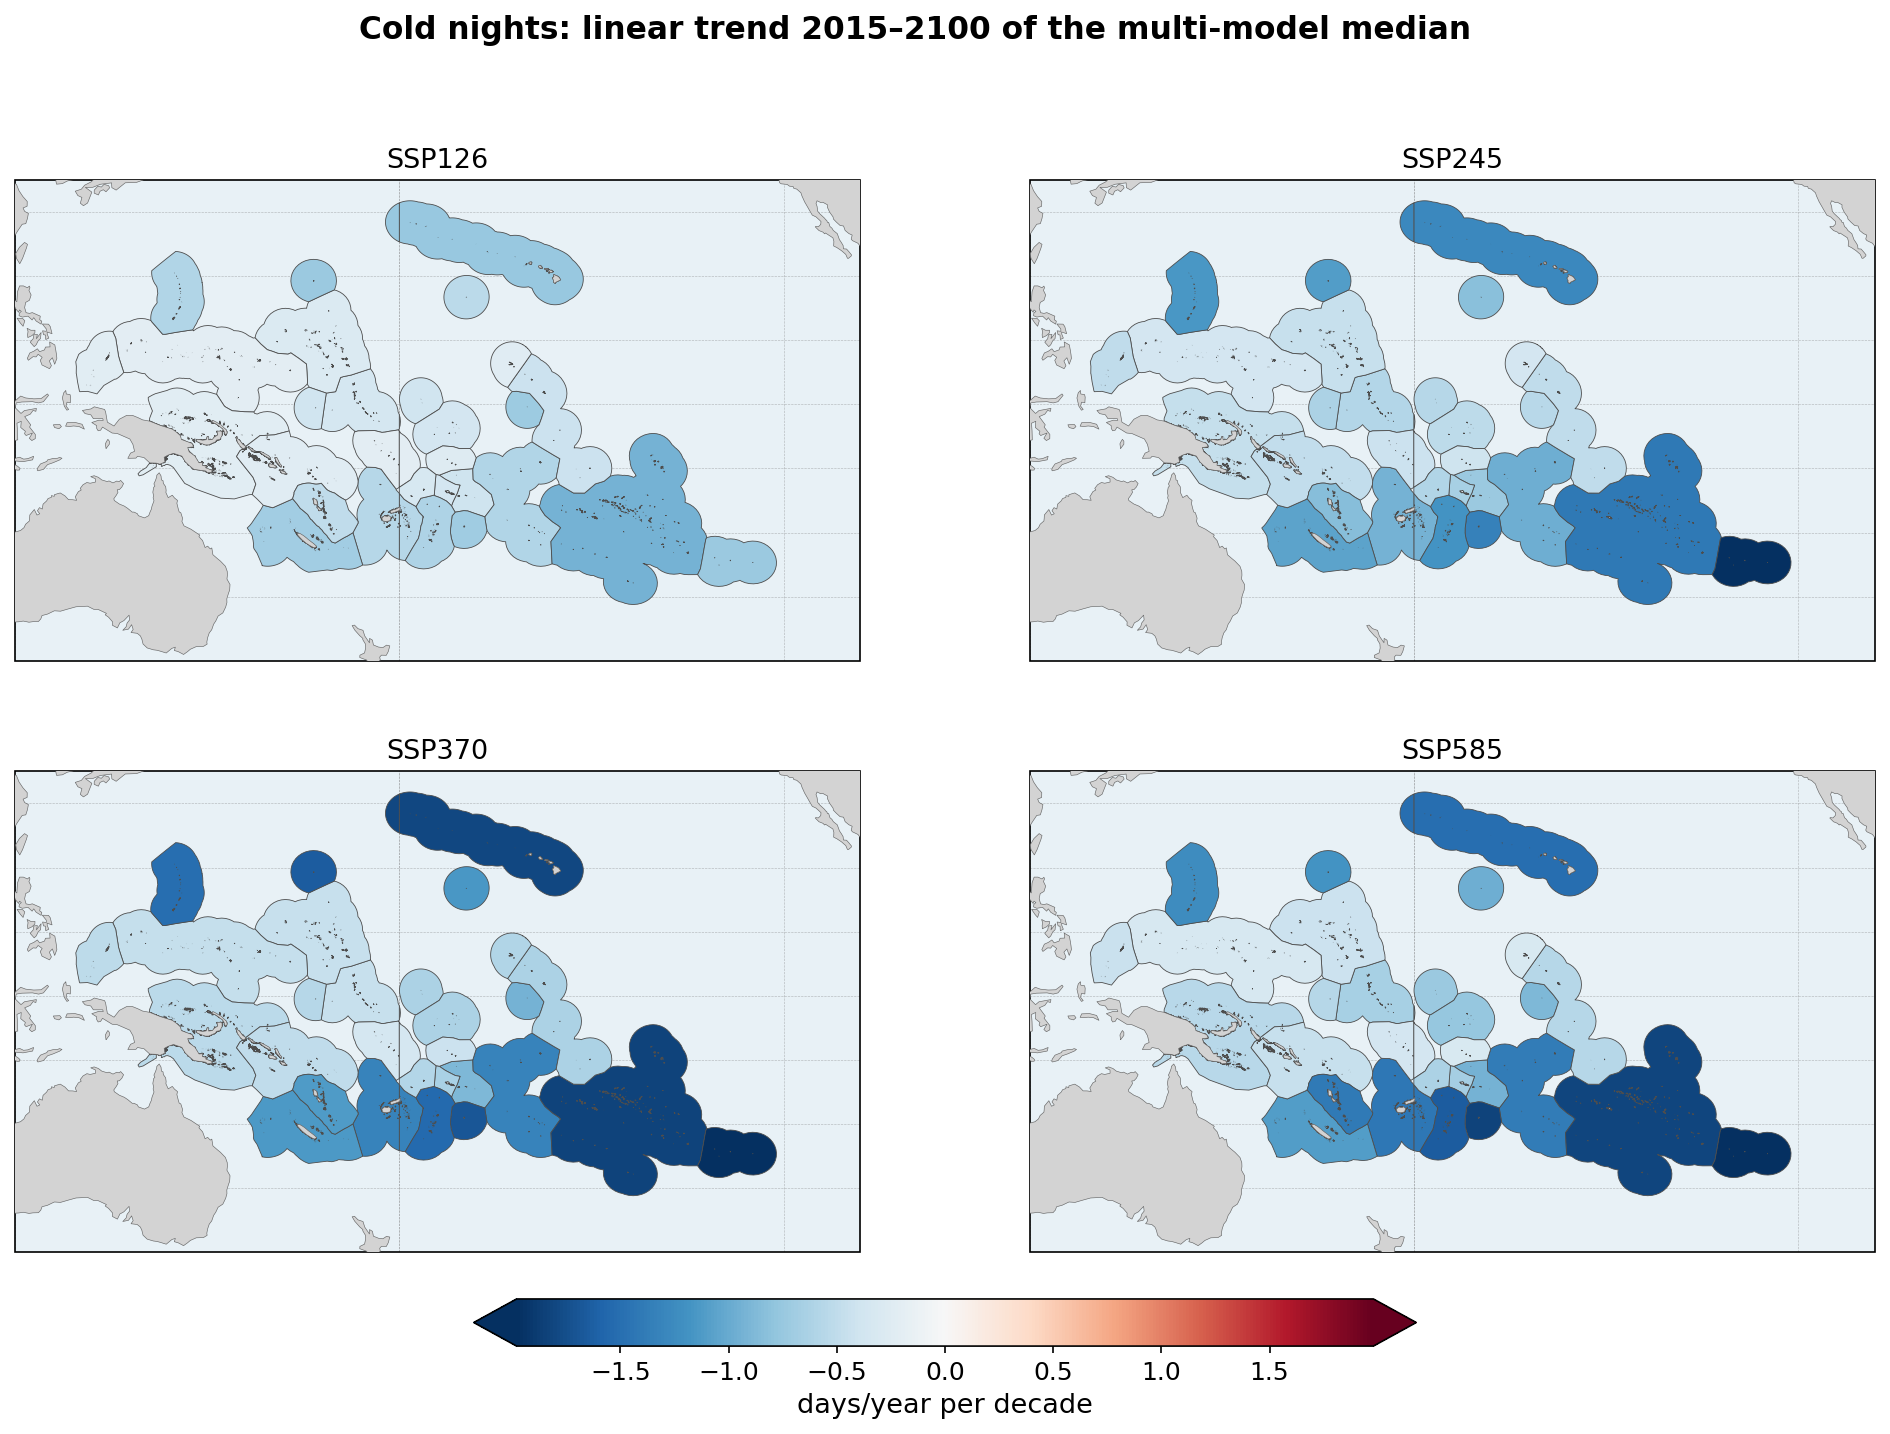 Cold nights: linear trend 2015–2100 of the multi-model median
SSP126
SSP245
SSP370
SSP585
−1.5 −1.0 −0.5 0.0 0.5 1.0 1.5
days/year per decade